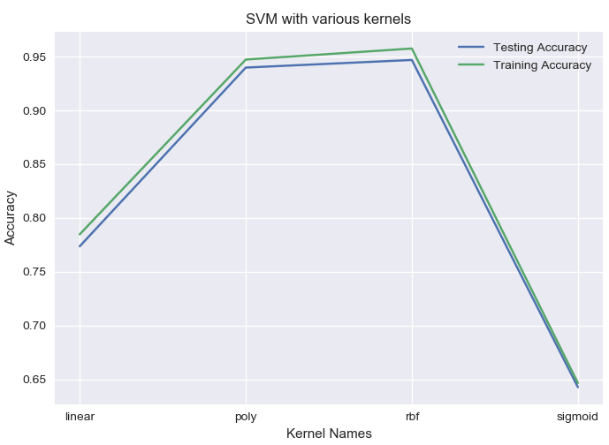 SVM with various kernels
Testing Accuracy
Training Accuracy
0.95
0.90
0.85
0.80
0.75
0.70
0.65
Accuracy
linear poly rbf sigmoid
Kernel Names